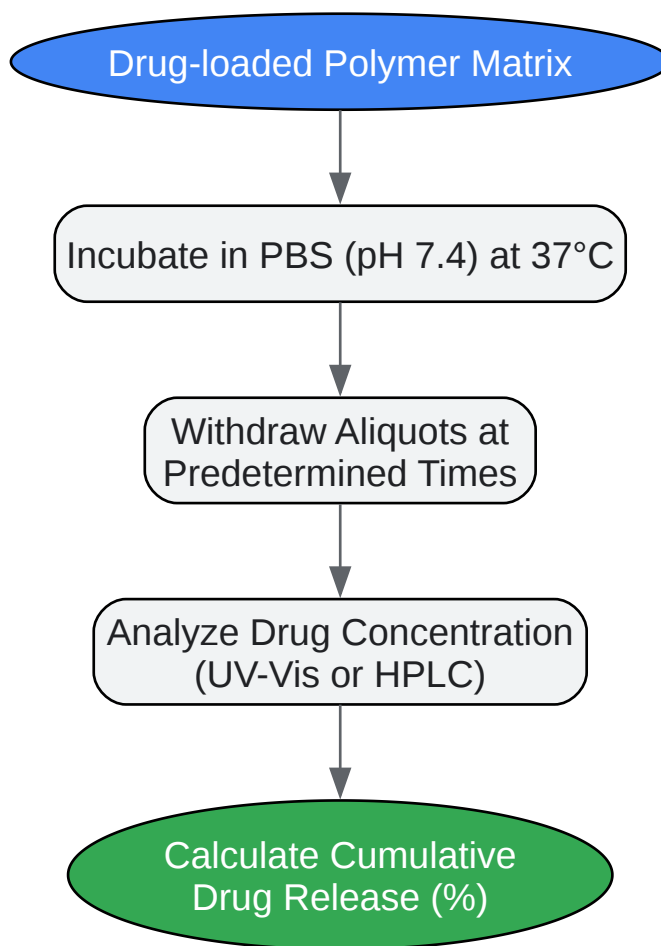 Drug-loaded Polymer Matrix
Incubate in PBS (pH 7.4) at 37°C
Withdraw Aliquots at
Predetermined Times
Analyze Drug Concentration
(UV-Vis or HPLC)
Calculate Cumulative
Drug Release (%)